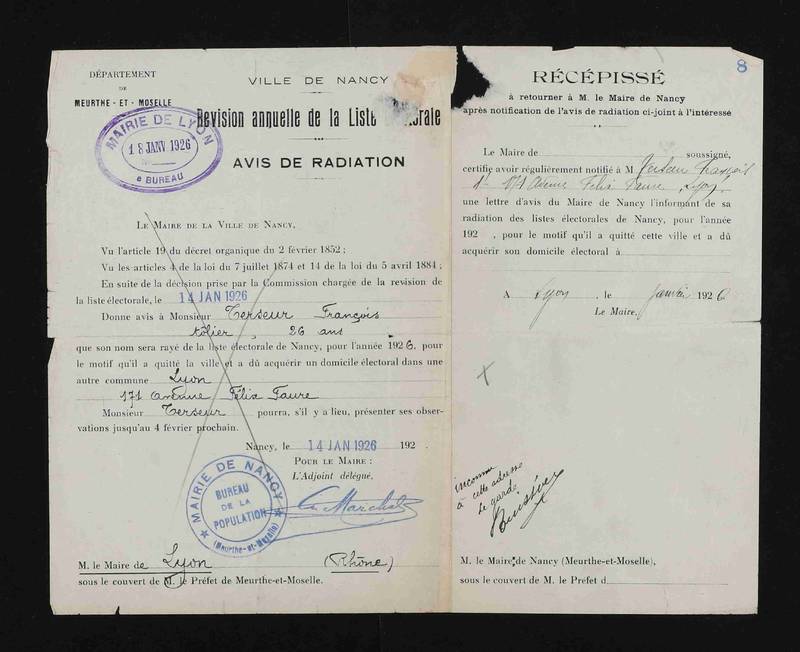 DÉPARTEMENT
DE
MEURTHE-ET-MOSELLE
VILLE DE NANCY
Revision annuelle de la Liste
AVIS DE RADIATION
MAIRIE DE LYON
18 JANV 1926
e BUREAU
LE MAIRE DE LA VILLE DE NANCY,
Vu l'article 19 du décret organique du 2 février 1852 ;
Vu les articles 4 de la loi du 7 juillet 1874 et 14 de la loi du 5 avril 1884 ;
En suite de la décision prise par la Commission chargée de la revision de
la liste électorale, le 14 JAN 1926
Donne avis à Monsieur Terseur François
tôlier, 26 ans
que son nom sera rayé de la liste électorale de Nancy, pour l'année 1926, pour
le motif qu'il a quitté la ville et a dû acquérir un domicile électoral dans une
autre commune Lyon
171 Avenue Félix Faure
Monsieur Terseur pourra, s'il y a lieu, présenter ses obser-
vations jusqu'au 4 février prochain.
Nancy, le 14 JAN 1926 192 .
POUR LE MAIRE :
L'Adjoint délégué,
MAIRIE DE NANCY
BUREAU
DE LA
POPULATION
(Meurthe-et-Moselle)
M. le Maire de Lyon (Rhône)
sous le couvert de M. le Préfet de Meurthe-et-Moselle.
8
RÉCÉPISSÉ
à retourner à M. le Maire de Nancy
après notification de l'avis de radiation ci-joint à l'intéressé
Le Maire de soussigné,
certifie avoir régulièrement notifié à M François
171 Avenue Félix Faure, Lyon
une lettre d'avis du Maire de Nancy l'informant de sa
radiation des listes électorales de Nancy, pour l'année
192 , pour le motif qu'il a quitté cette ville et a dû
acquérir son domicile électoral à
A Lyon, le janvier 1926
Le Maire,
inconnu
à cette adresse
le garde
M. le Maire de Nancy (Meurthe-et-Moselle),
sous le couvert de M. le Préfet d